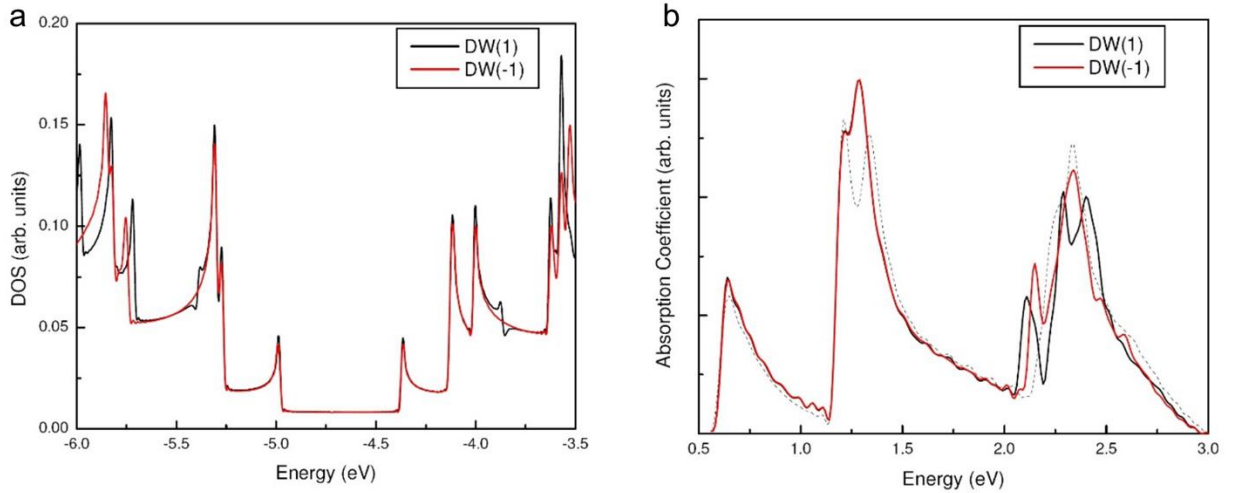 a
DOS (arb. units)
0.20
0.15
0.10
0.05
0.00
DW(1)
DW(-1)
-6.0 -5.5 -5.0 -4.5 -4.0 -3.5
Energy (eV)
b
Absorption Coefficient (arb. units)
DW(1)
DW(-1)
0.5 1.0 1.5 2.0 2.5 3.0
Energy (eV)